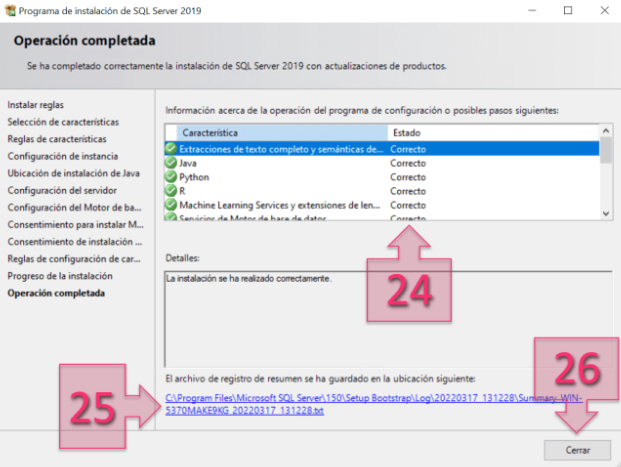 Programa de instalación de SQL Server 2019
Operación completada
Se ha completado correctamente la instalación de SQL Server 2019 con actualizaciones de productos.
Instalar reglas
Selección de características
Reglas de características
Configuración de instancia
Ubicación de instalación de Java
Configuración del servidor
Configuración del Motor de ba...
Consentimiento para instalar M...
Consentimiento de instalación ...
Reglas de configuración de car...
Progreso de la instalación
Operación completada
Información acerca de la operación del programa de configuración o posibles pasos siguientes:
Característica Estado
Extracciones de texto completo y semánticas de... Correcto
Java Correcto
Python Correcto
R Correcto
Machine Learning Services y extensiones de len... Correcto
Servicios de Motor de base de datos Correcto
24
Detalles:
La instalación se ha realizado correctamente.
El archivo de registro de resumen se ha guardado en la ubicación siguiente:
C:\Program Files\Microsoft SQL Server\150\Setup Bootstrap\Log\20220317_131228\Summary_WIN-
5370MAKE9KG_20220317_131228.txt
25
26
Cerrar